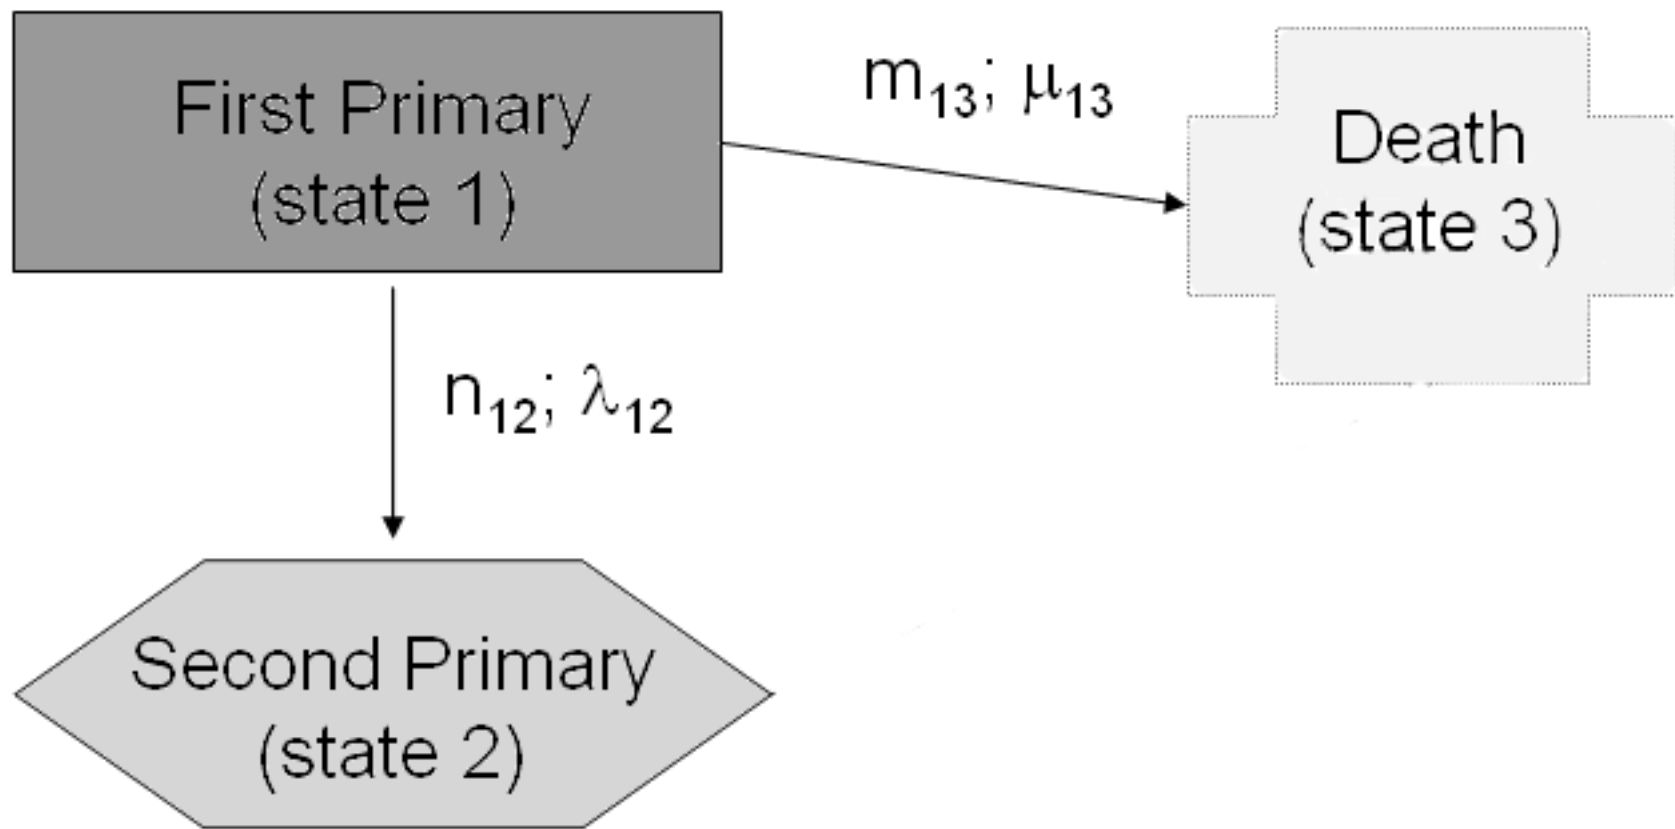 First Primary
(state 1)
m13; μ13
Death
(state 3)
n12; λ12
Second Primary
(state 2)